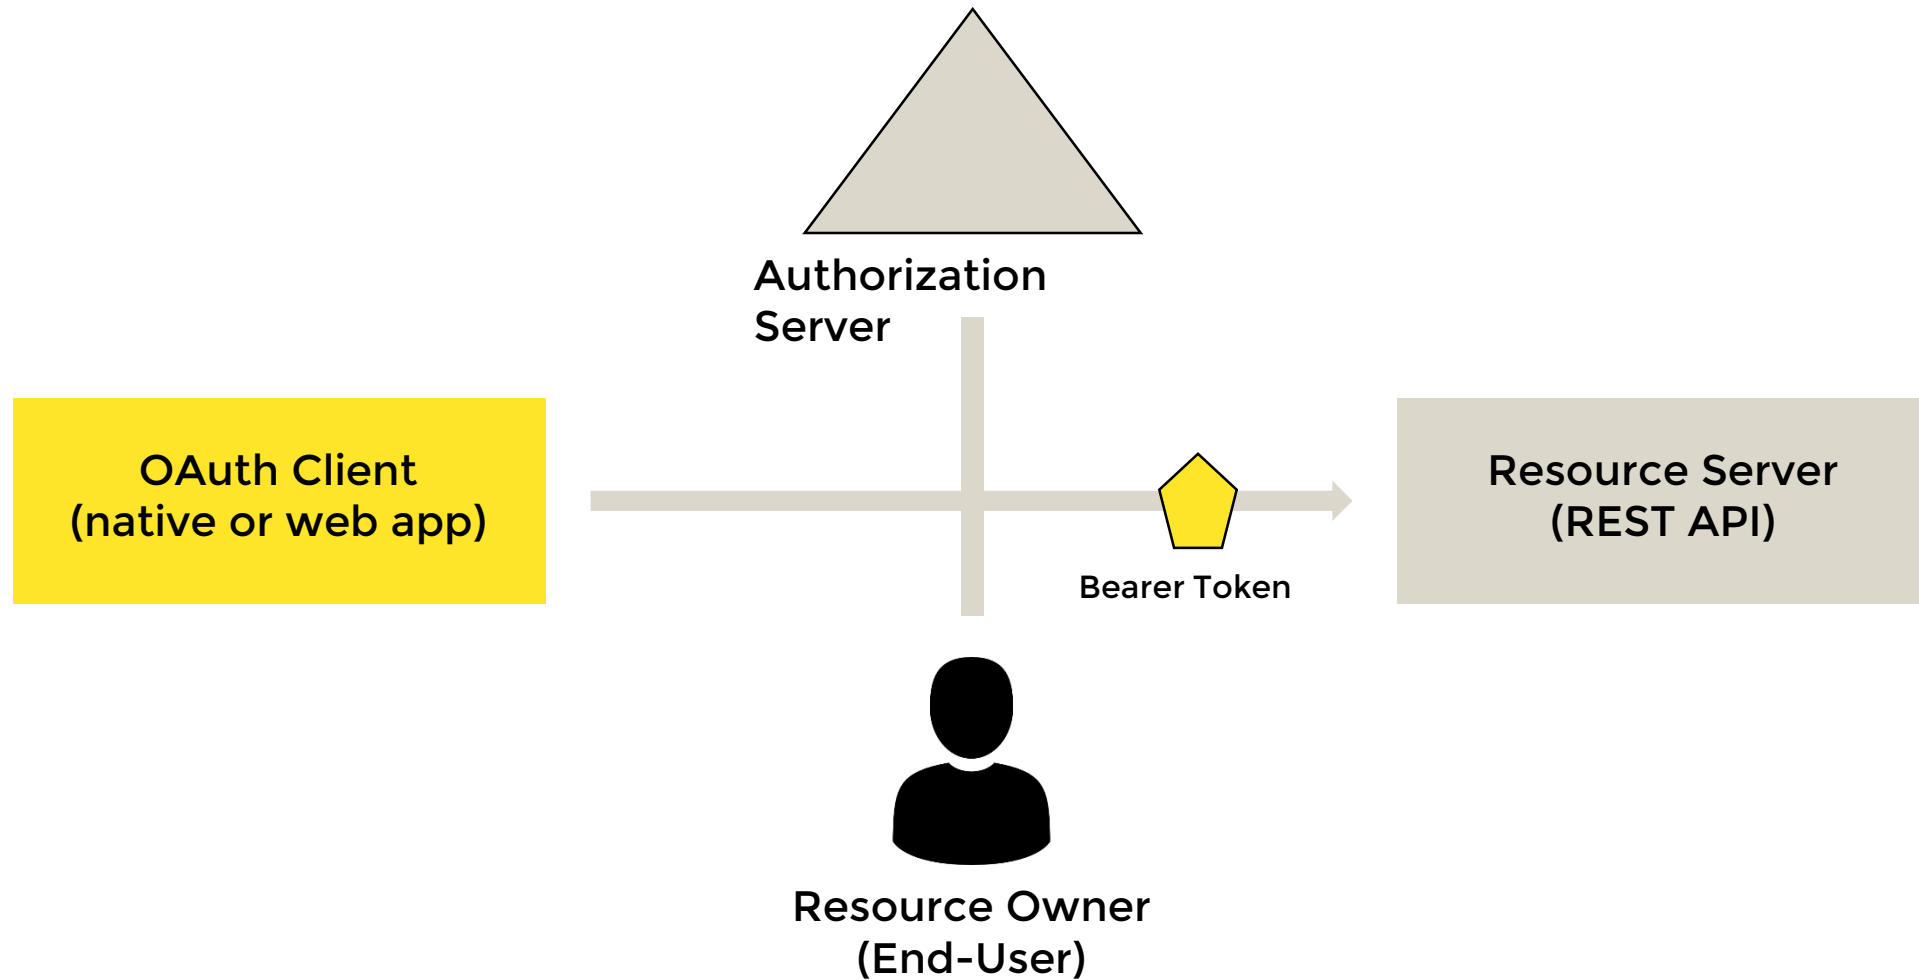 Authorization
Server
OAuth Client
(native or web app)
Resource Server
(REST API)
Bearer Token
Resource Owner
(End-User)